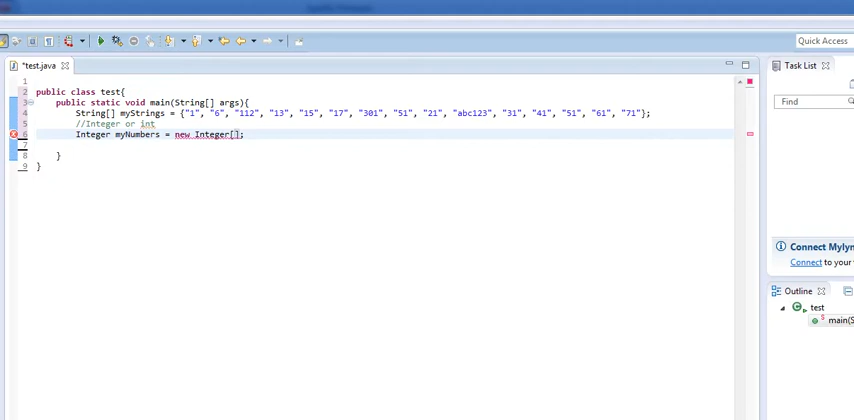 Quick Access
*test.java
Task List
1
2 public class test{
3 public static void main(String[] args){
4 String[] myStrings = {"1", "6", "112", "13", "15", "17", "301", "51", "21", "abc123", "31", "41", "51", "61", "71"};
5 //Integer or int
6 Integer myNumbers = new Integer[];
7
8 }
9 }
Find
Connect Myly
Connect to your
Outline
test
main(S